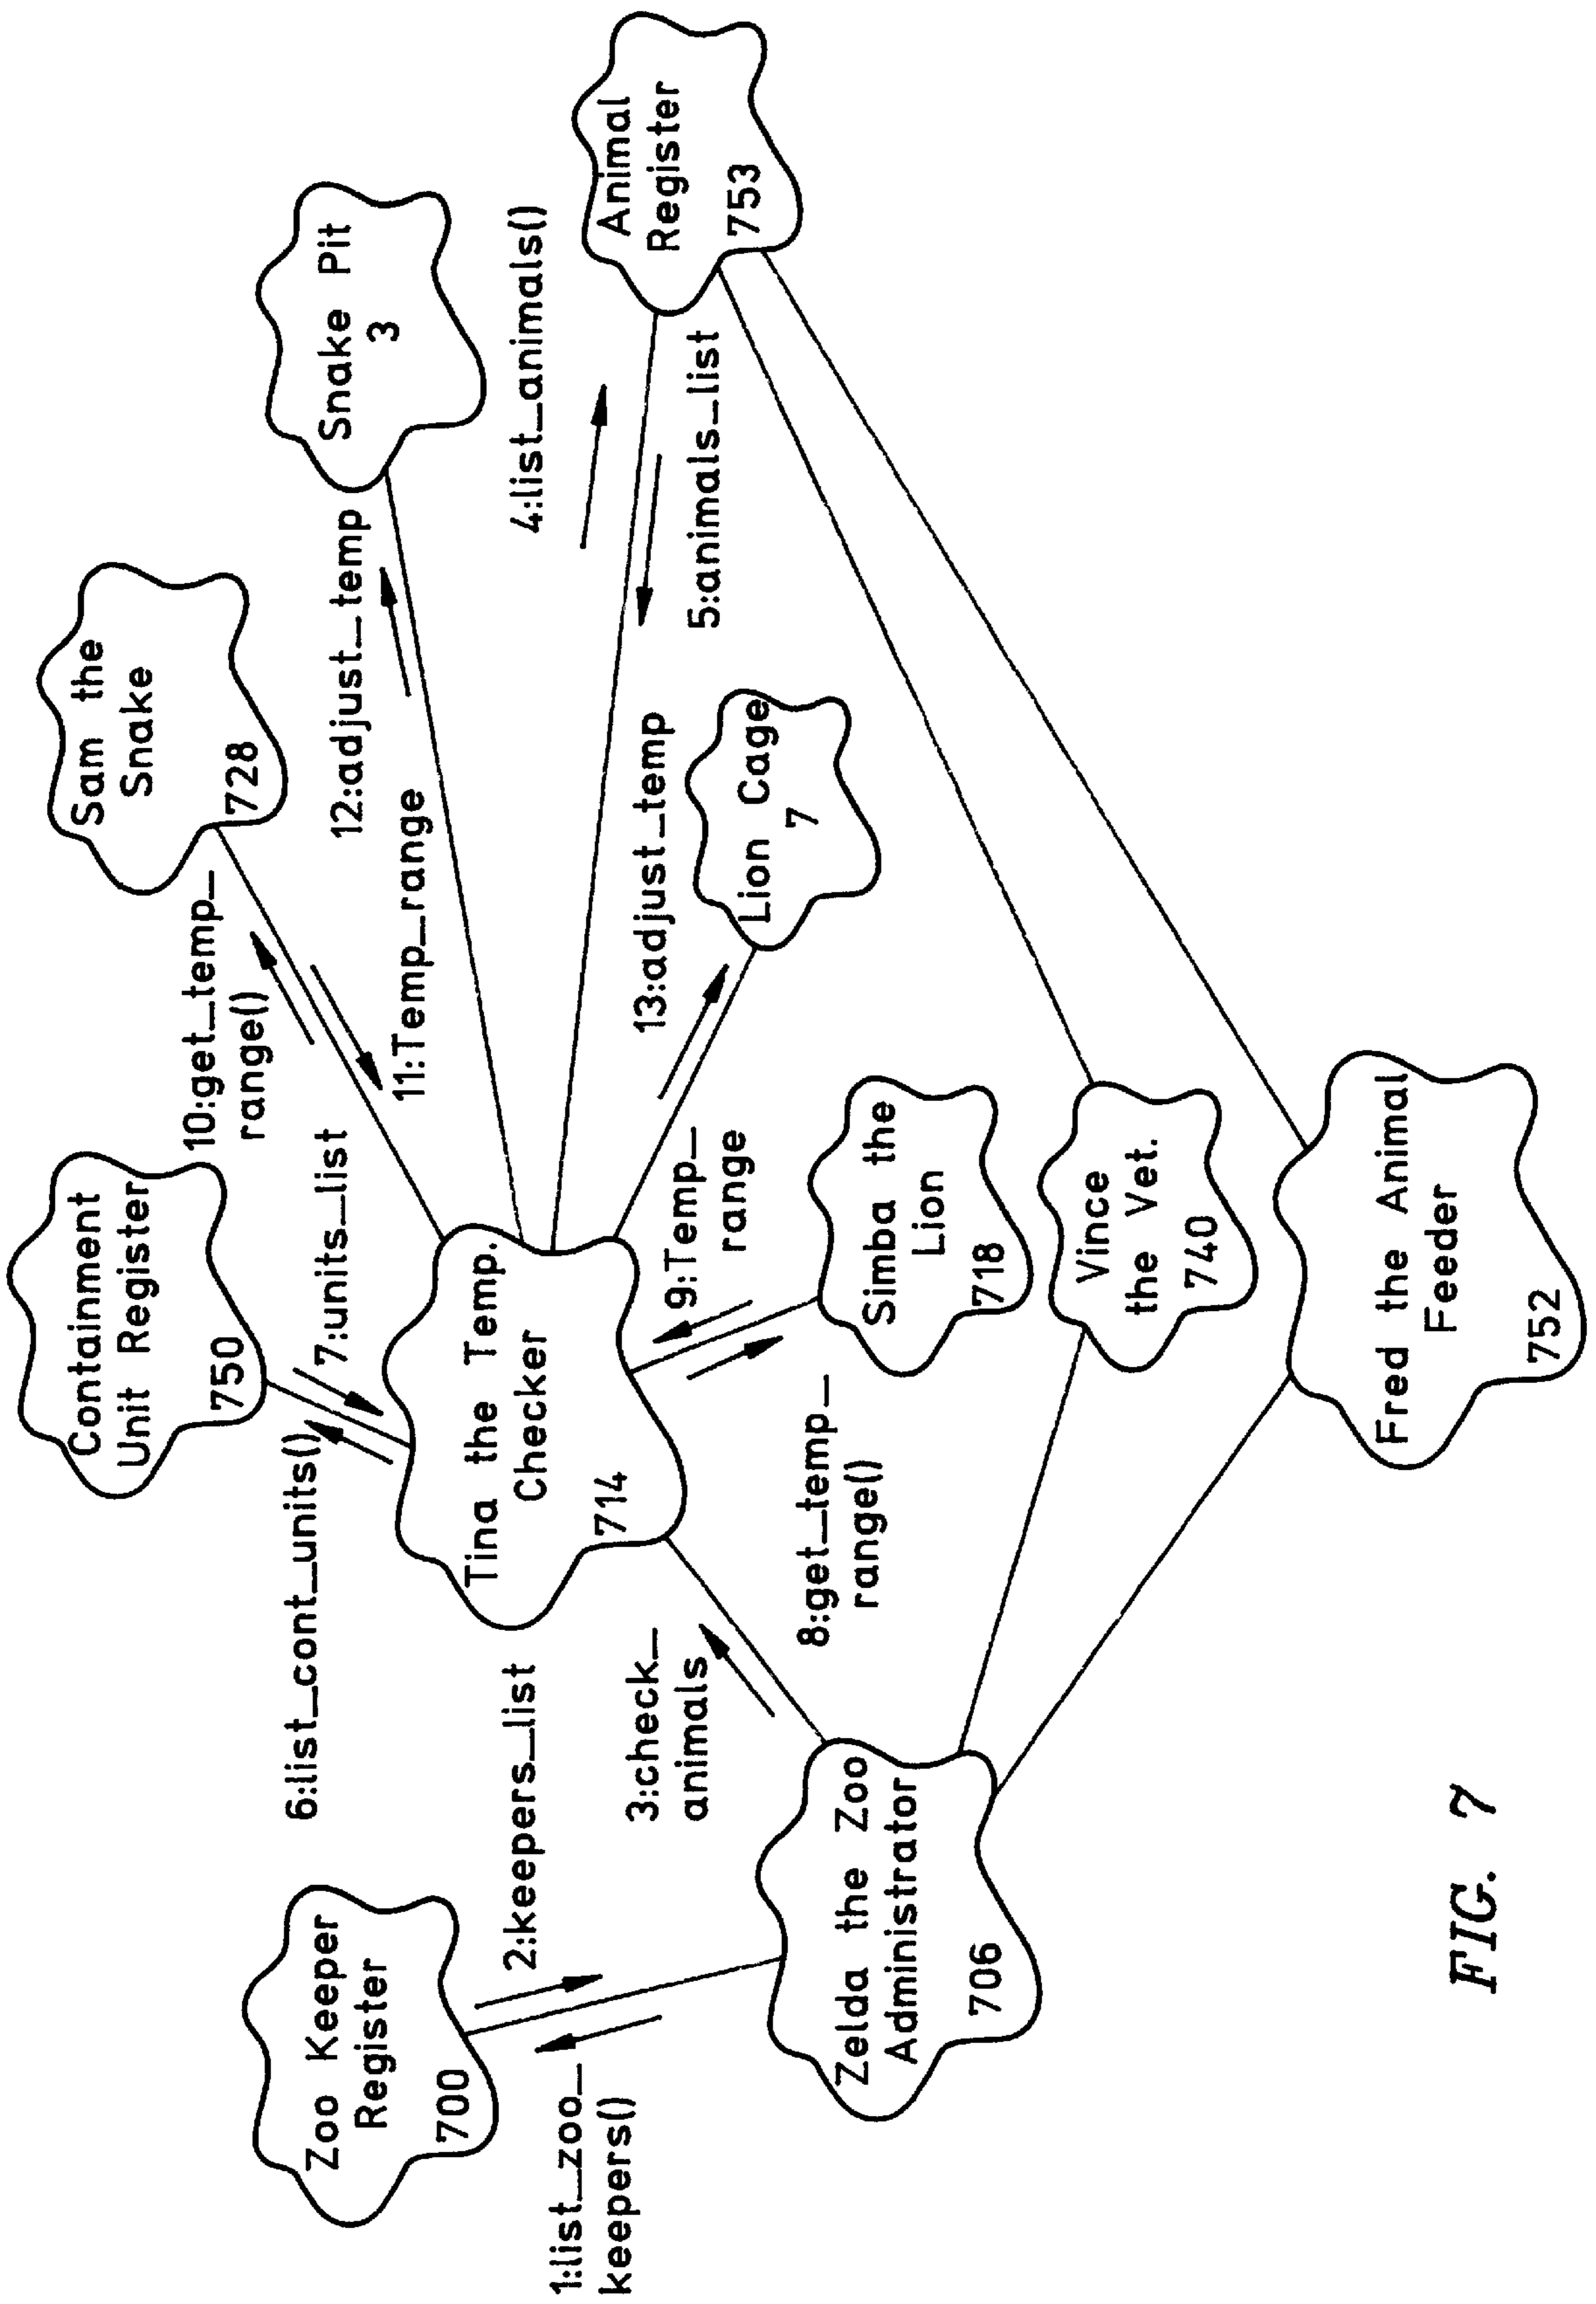 Zoo Keeper
Register
700
1:list_zoo_
keepers()
2:keepers_list
Zelda the Zoo
Administrator
706
3:check_
animals
Containment
Unit Register
750
6:list_cont_units()
7:units_list
Tina the Temp.
Checker
714
8:get_temp_
range()
9:Temp_
range
Simba the
Lion
718
Vince
the Vet.
740
Fred the Animal
Feeder
752
Sam the
Snake
728
10:get_temp_
range()
11:Temp_range
12:adjust_temp
Snake Pit
3
13:adjust_temp
Lion Cage
7
4:list_animals()
5:animals_list
Animal
Register
753
FIG. 7